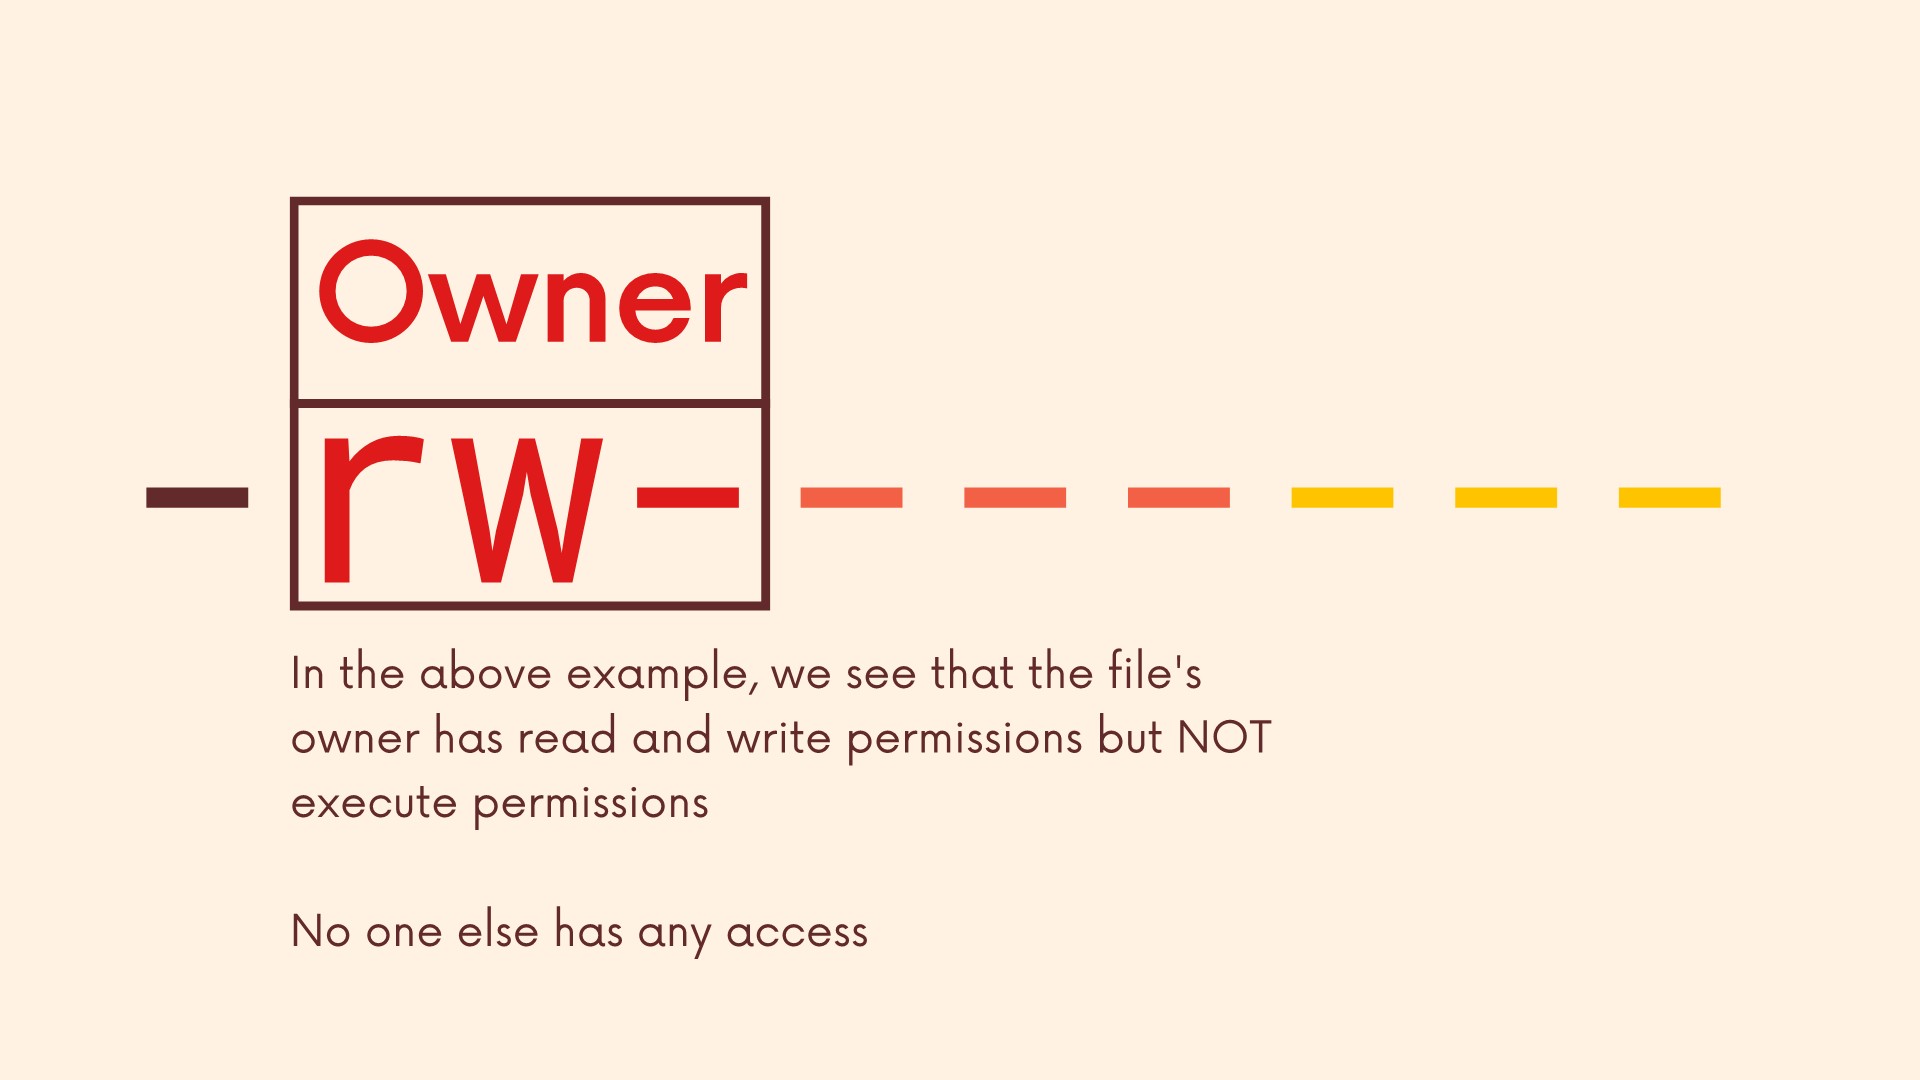 Owner
-rw-------
In the above example, we see that the file's
owner has read and write permissions but NOT
execute permissions
No one else has any access